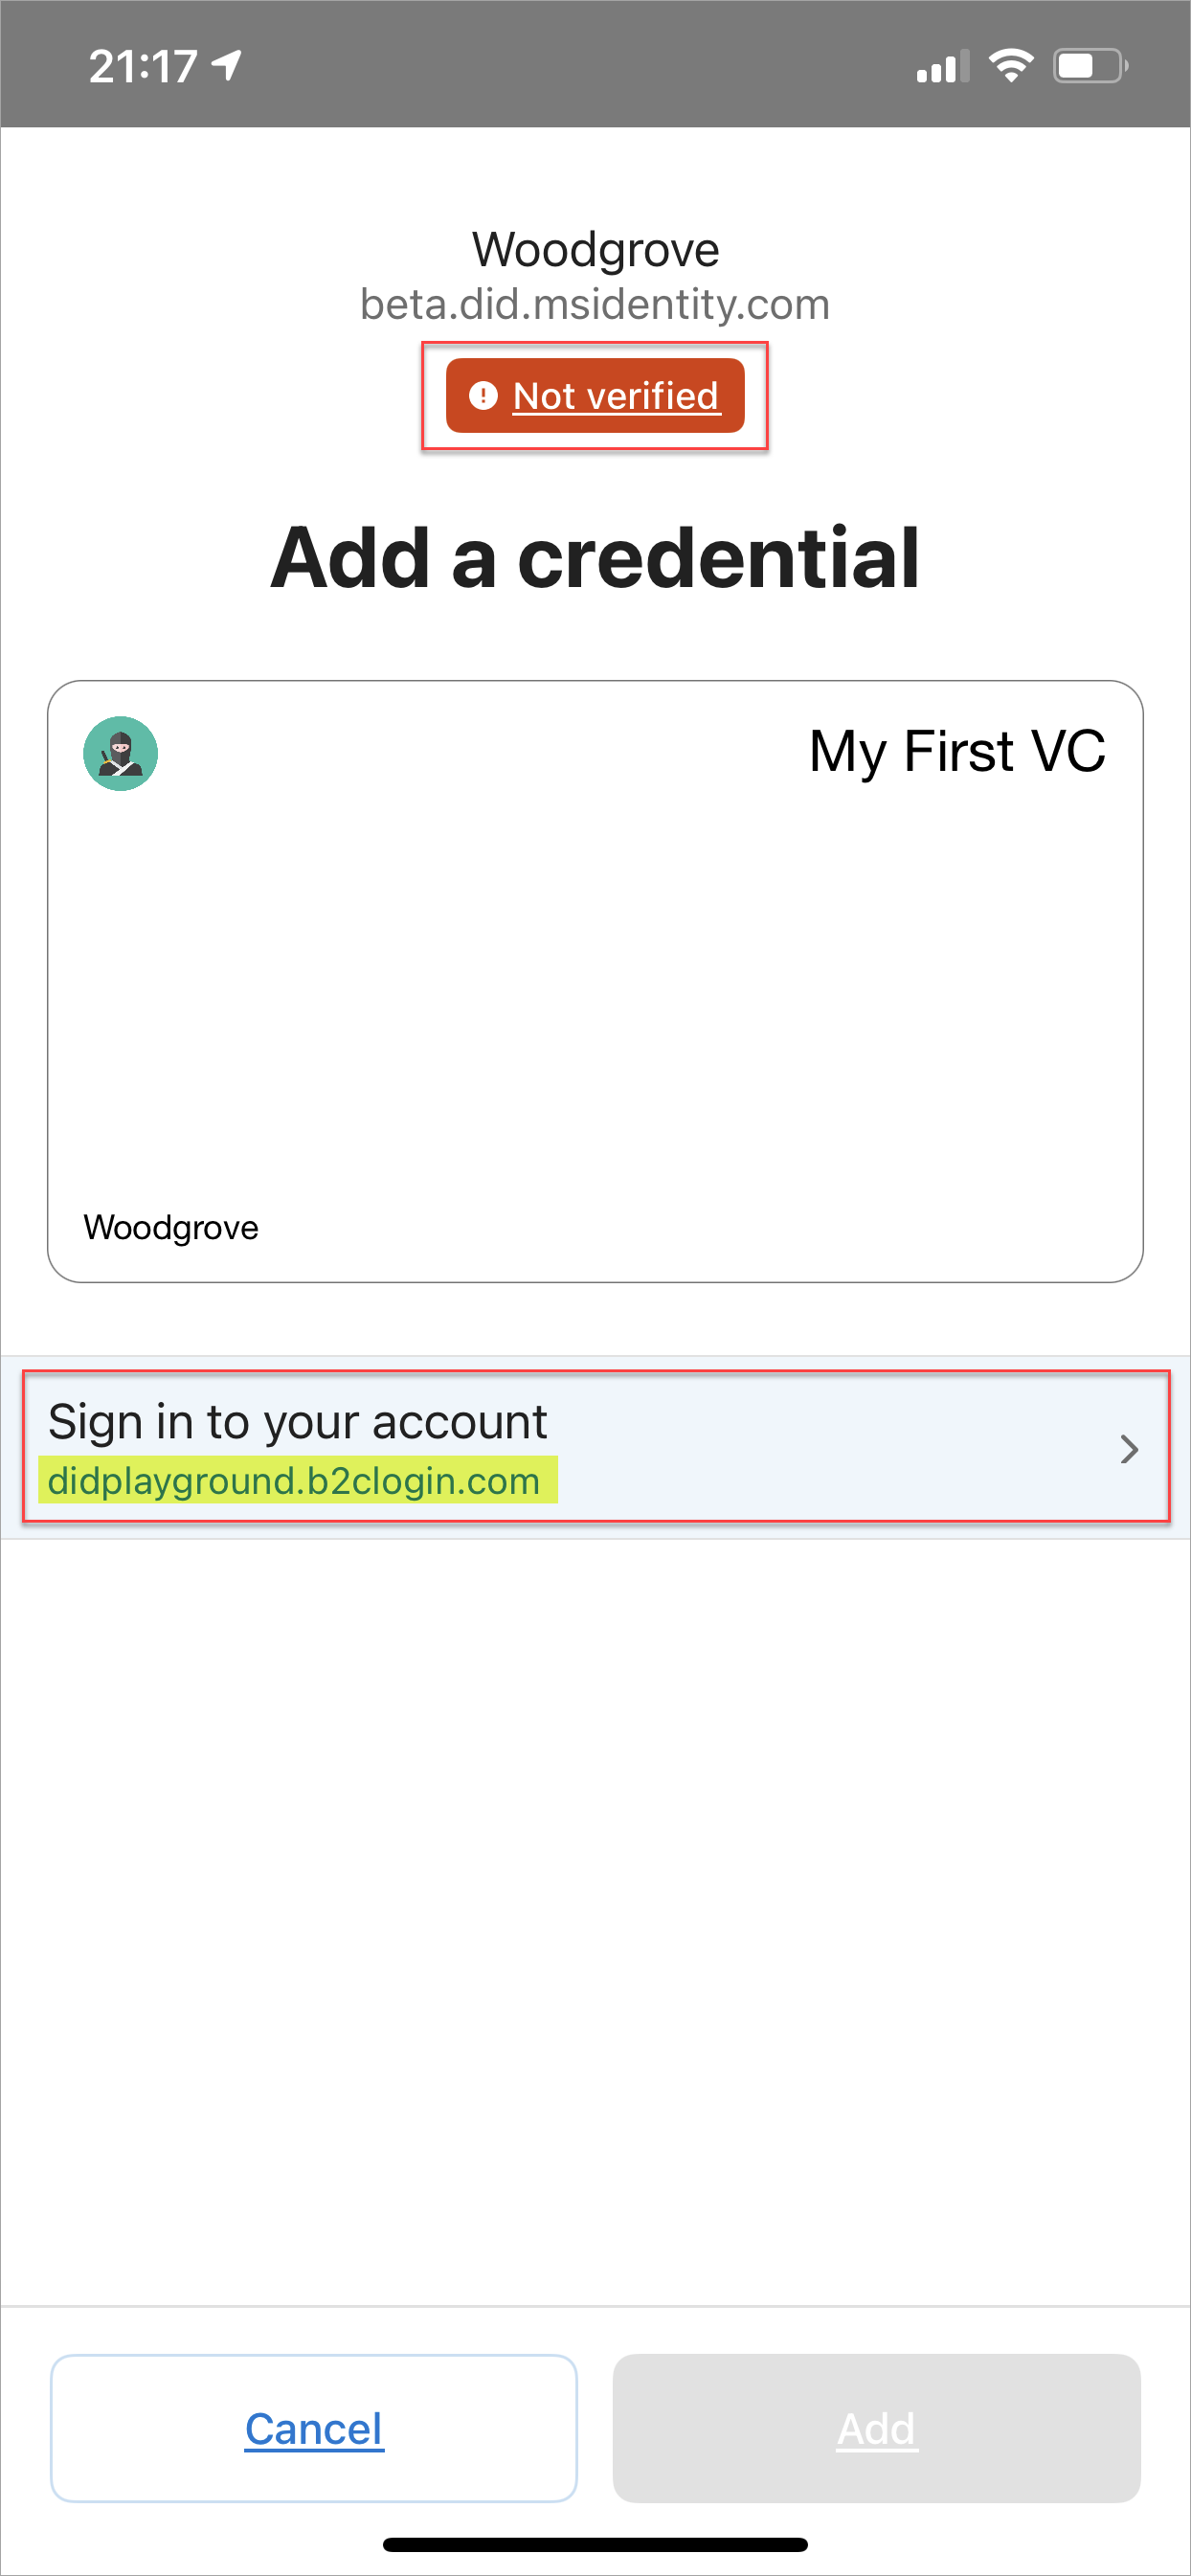 21:17
Woodgrove
beta.did.msidentity.com
Not verified
Add a credential
My First VC
Woodgrove
Sign in to your account
didplayground.b2clogin.com
Cancel
Add